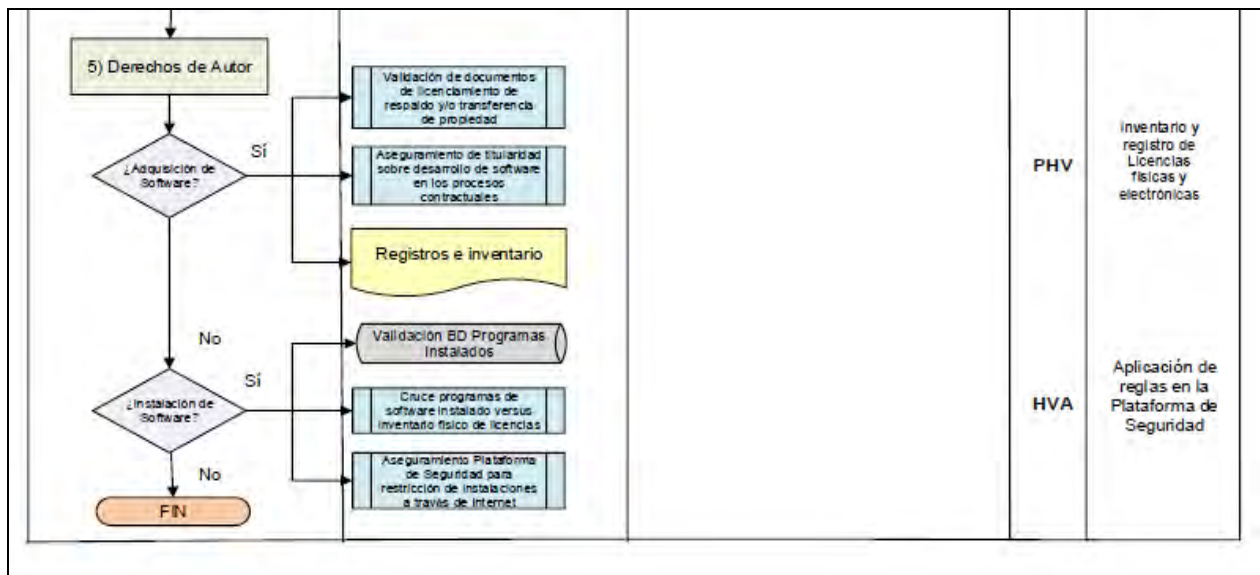 5) Derechos de Autor
¿Adquisición de
Software?
Sí
No
Validación de documentos
de licenciamiento de
respaldo y/o transferencia
de propiedad
Aseguramiento de titularidad
sobre desarrollo de software
en los procesos
contractuales
Registros e inventario
PHV
Inventario y
registro de
Licencias
físicas y
electrónicas
¿Instalación de
Software?
Sí
No
Validación BD Programas
Instalados
Cruce programas de
software instalado versus
inventario físico de licencias
Aseguramiento Plataforma
de Seguridad para
restricción de instalaciones
a través de Internet
HVA
Aplicación de
reglas en la
Plataforma de
Seguridad
FIN